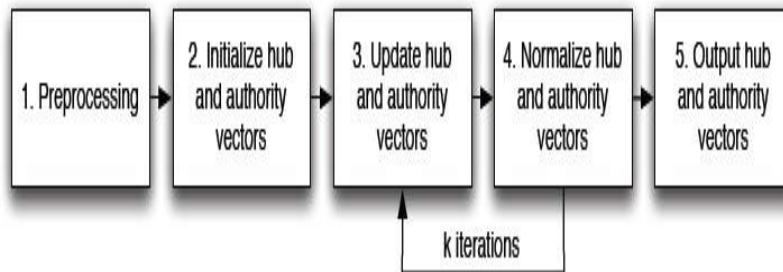 1. Preprocessing
2. Initialize hub
and authority
vectors
3. Update hub
and authority
vectors
4. Normalize hub
and authority
vectors
5. Output hub
and authority
vectors
k iterations